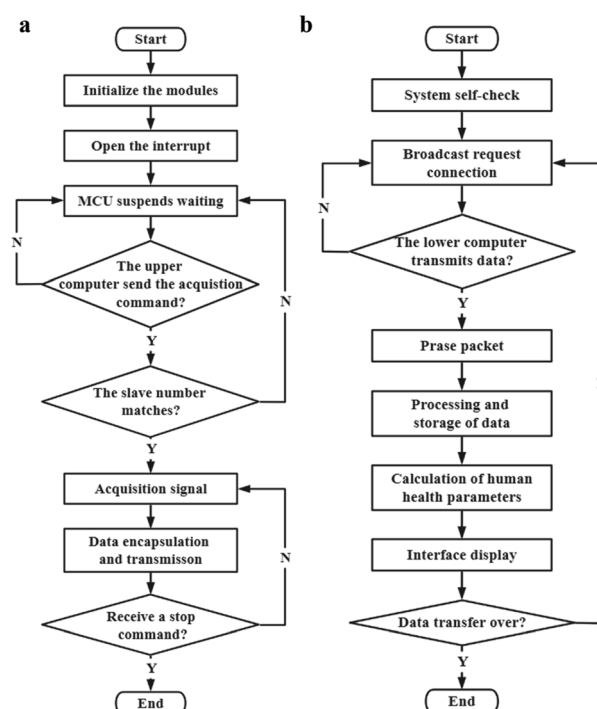 a
Start
Initialize the modules
Open the interrupt
MCU suspends waiting
N
The upper
computer send the acquistion
command?
N
Y
The slave number
matches?
Y
Acquisition signal
Data encapsulation
and transmisson
N
Receive a stop
command?
Y
End
b
Start
System self-check
Broadcast request
connection
N
The lower computer
transmits data?
Y
Prase packet
Processing and
storage of data
Calculation of human
health parameters
Interface display
Data transfer over?
Y
End